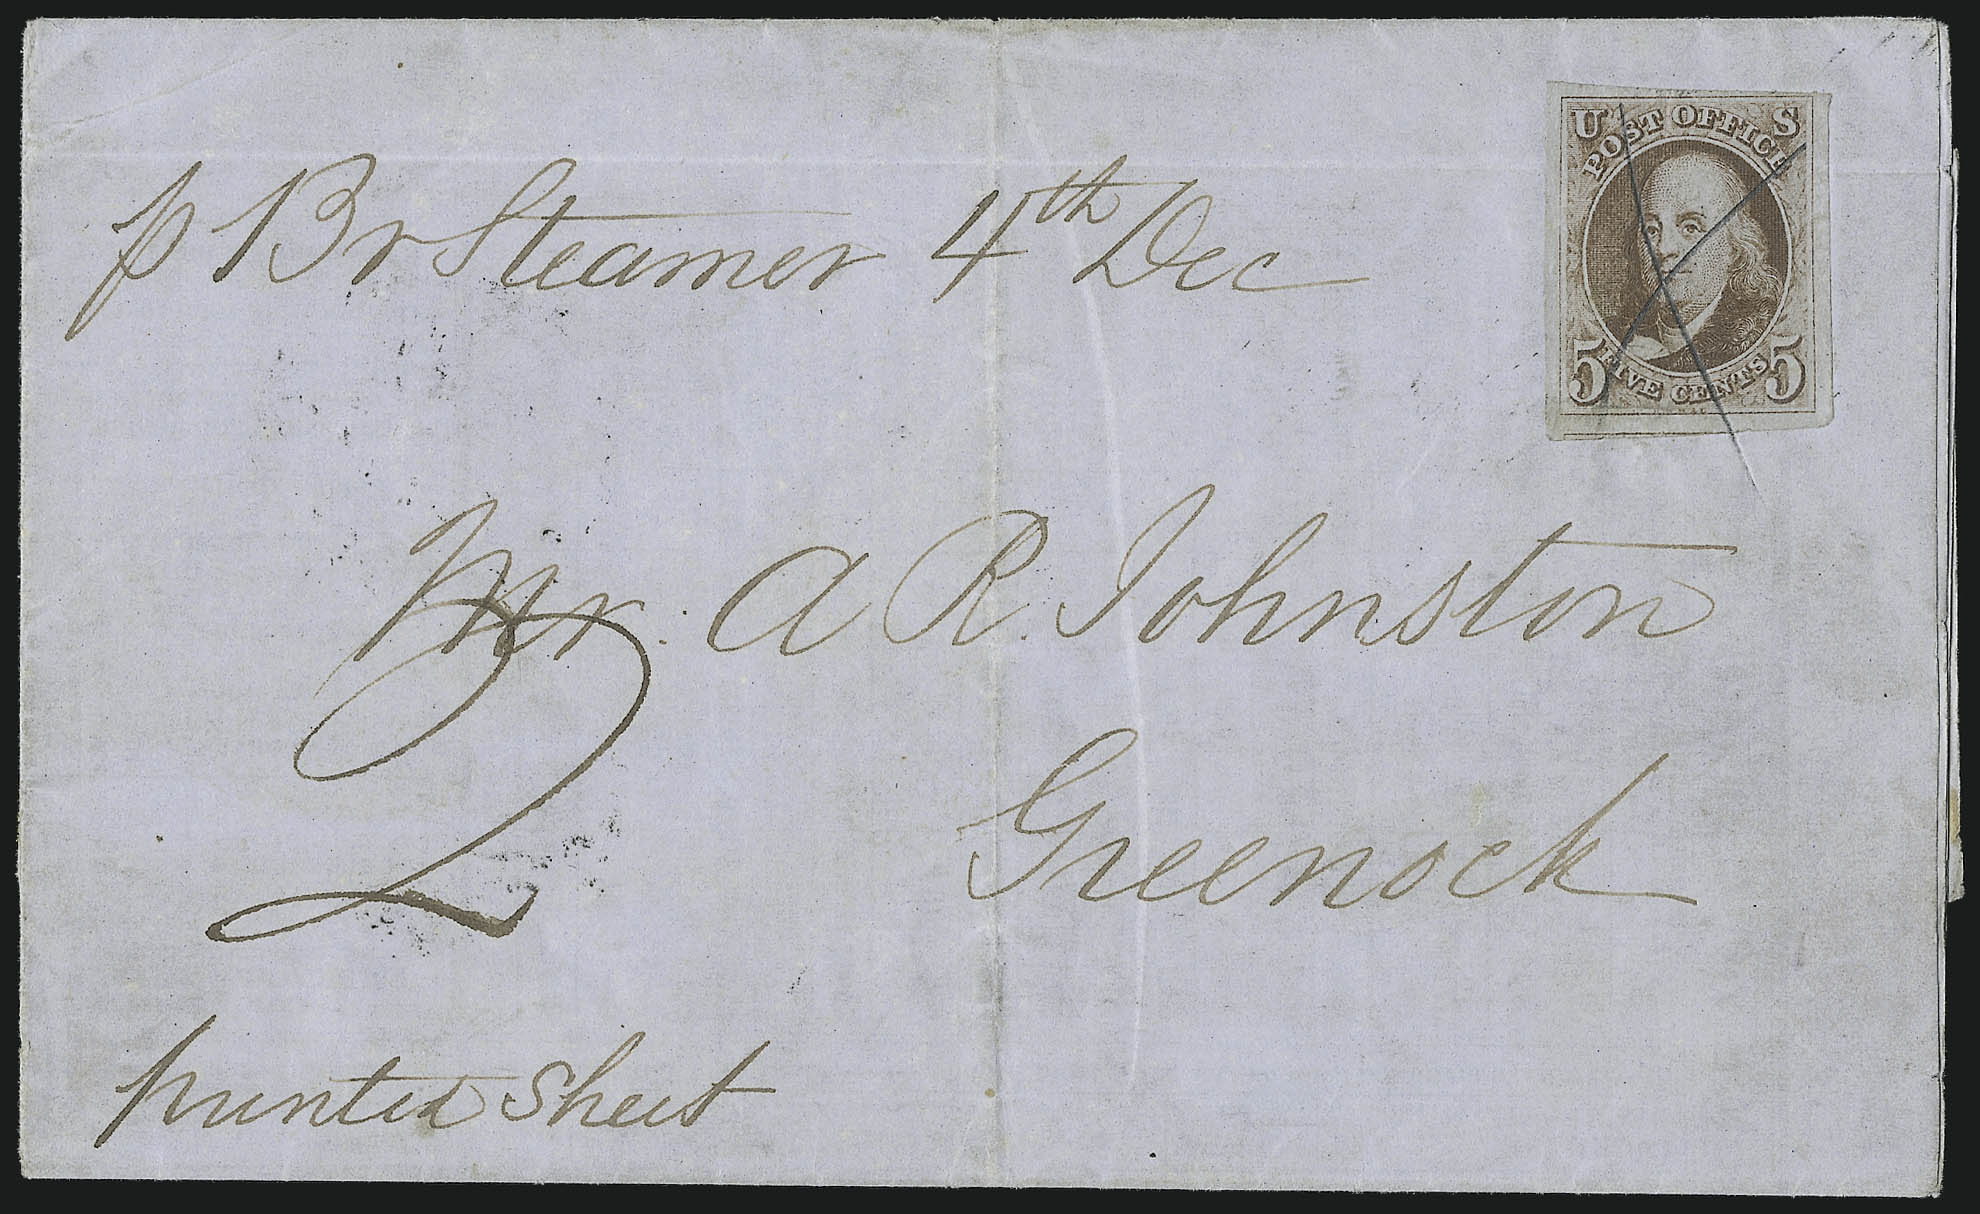 U S
POST OFFICE
5 FIVE CENTS 5
p Br Steamer 4th Dec
Mr. A R. Johnston
2
Greenock
printed sheet